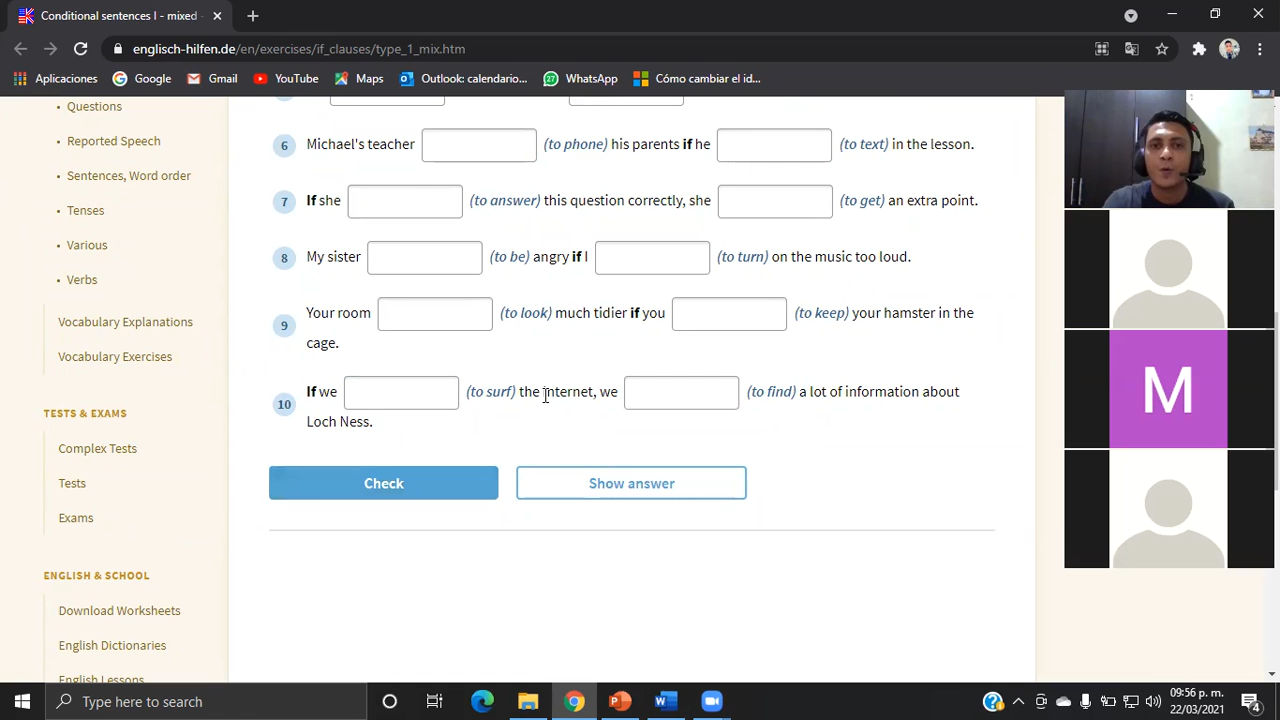 Conditional sentences I - mixed -
englisch-hilfen.de/en/exercises/if_clauses/type_1_mix.htm
Aplicaciones
Google
Gmail
YouTube
Maps
Outlook: calendario...
WhatsApp
Cómo cambiar el id...
Questions
Reported Speech
Sentences, Word order
Tenses
Various
Verbs
Vocabulary Explanations
Vocabulary Exercises
TESTS & EXAMS
Complex Tests
Tests
Exams
ENGLISH & SCHOOL
Download Worksheets
English Dictionaries
English Lessons
6 Michael's teacher (to phone) his parents if he (to text) in the lesson.
7 If she (to answer) this question correctly, she (to get) an extra point.
8 My sister (to be) angry if I (to turn) on the music too loud.
9 Your room (to look) much tidier if you (to keep) your hamster in the
cage.
10 If we (to surf) the internet, we (to find) a lot of information about
Loch Ness.
Check
Show answer
M
Type here to search
09:56 p. m.
22/03/2021
4